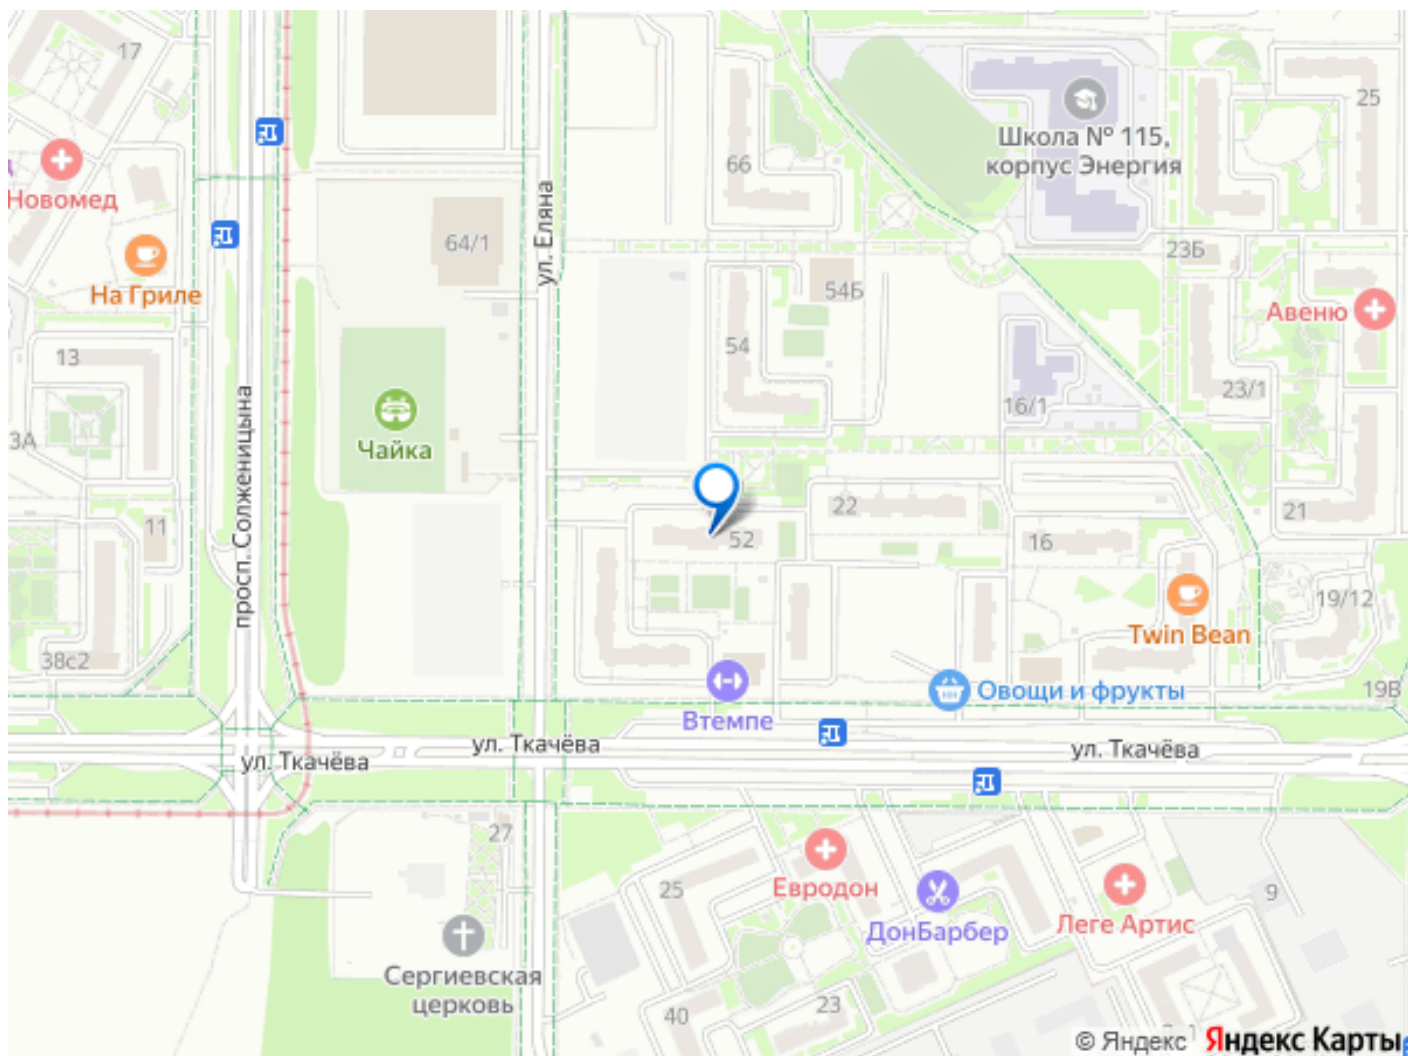 17
25
Школа № 115,
корпус Энергия
66
Новомед
ул. Еляна
64/1
23Б
На Гриле
54Б
Авеню
54
13
23/1
просп. Солженицына
16/1
Чайка
3А
22
21
11
52
16
19/12
Twin Bean
38с2
Овощи и фрукты
19В
Втемпе
ул. Ткачёва
ул. Ткачёва
ул. Ткачёва
27
Евродон
25
9
Леге Артис
ДонБарбер
Сергиевская
церковь
23
40
© Яндекс Яндекс Карты